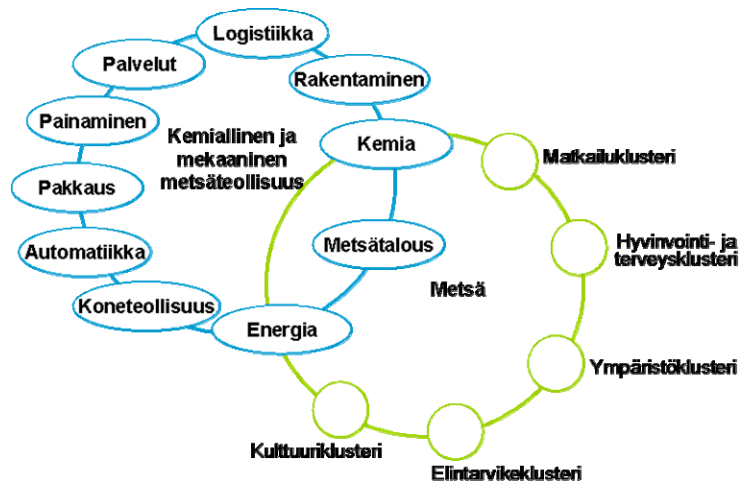 Logistiikka
Palvelut
Rakentaminen
Painaminen
Kemiallinen ja
mekaaninen
metsäteollisuus
Kemia
Matkailuklusteri
Pakkaus
Automatiikka
Metsätalous
Hyvinvointi- ja
terveysklusteri
Metsä
Koneteollisuus
Energia
Ympäristöklusteri
Kulttuuriklusteri
Elintarvikeklusteri